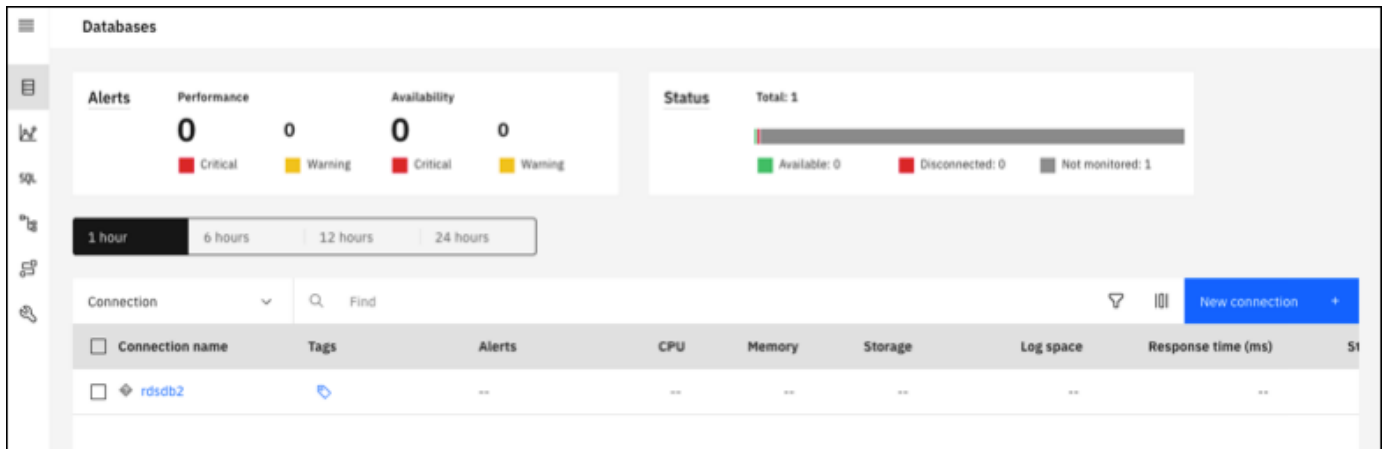 Databases
Alerts
Performance
Availability
0
0
0
0
Critical
Warning
Critical
Warning
Status
Total: 1
Available: 0
Disconnected: 0
Not monitored: 1
SQL
1 hour
6 hours
12 hours
24 hours
Connection
Find
New connection +
Connection name Tags Alerts CPU Memory Storage Log space Response time (ms) St
rdsdb2 -- -- -- -- -- --